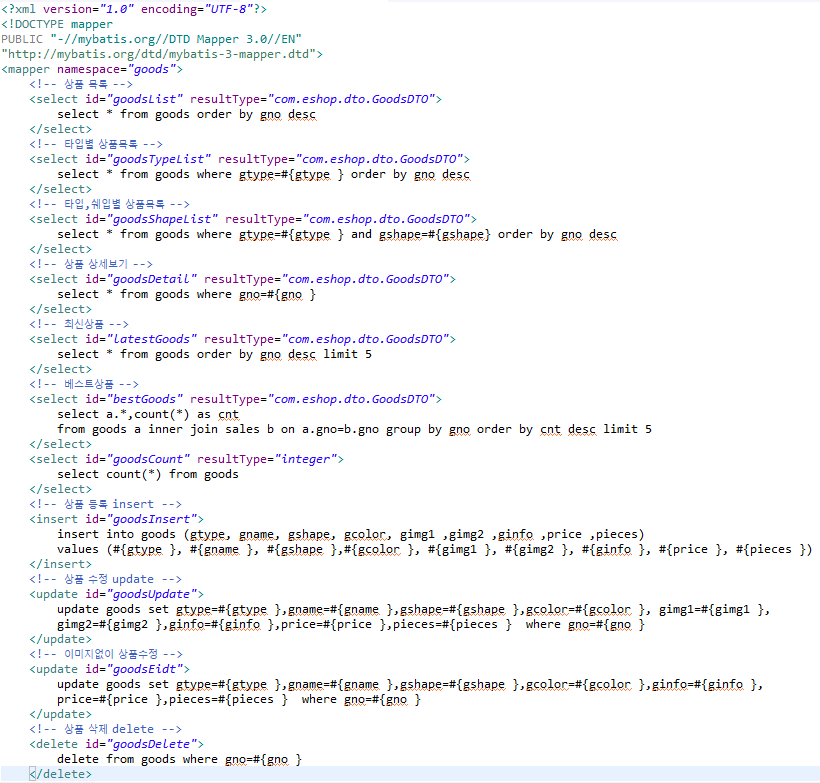 <?xml version="1.0" encoding="UTF-8"?>
<!DOCTYPE mapper
PUBLIC "-//mybatis.org//DTD Mapper 3.0//EN"
"http://mybatis.org/dtd/mybatis-3-mapper.dtd">
<mapper namespace="goods">
    <!-- 상품 목록 -->
    <select id="goodsList" resultType="com.eshop.dto.GoodsDTO">
        select * from goods order by gno desc
    </select>
    <!-- 타입별 상품목록 -->
    <select id="goodsTypeList" resultType="com.eshop.dto.GoodsDTO">
        select * from goods where gtype=#{gtype } order by gno desc
    </select>
    <!-- 타입,쉐입별 상품목록 -->
    <select id="goodsShapeList" resultType="com.eshop.dto.GoodsDTO">
        select * from goods where gtype=#{gtype } and gshape=#{gshape} order by gno desc
    </select>
    <!-- 상품 상세보기 -->
    <select id="goodsDetail" resultType="com.eshop.dto.GoodsDTO">
        select * from goods where gno=#{gno }
    </select>
    <!-- 최신상품 -->
    <select id="latestGoods" resultType="com.eshop.dto.GoodsDTO">
        select * from goods order by gno desc limit 5
    </select>
    <!-- 베스트상품 -->
    <select id="bestGoods" resultType="com.eshop.dto.GoodsDTO">
        select a.*,count(*) as cnt
        from goods a inner join sales b on a.gno=b.gno group by gno order by cnt desc limit 5
    </select>
    <select id="goodsCount" resultType="integer">
        select count(*) from goods
    </select>
    <!-- 상품 등록 insert -->
    <insert id="goodsInsert">
        insert into goods (gtype, gname, gshape, gcolor, gimg1 ,gimg2 ,ginfo ,price ,pieces)
        values (#{gtype }, #{gname }, #{gshape },#{gcolor }, #{gimg1 }, #{gimg2 }, #{ginfo }, #{price }, #{pieces })
    </insert>
    <!-- 상품 수정 update -->
    <update id="goodsUpdate">
        update goods set gtype=#{gtype },gname=#{gname },gshape=#{gshape },gcolor=#{gcolor }, gimg1=#{gimg1 },
        gimg2=#{gimg2 },ginfo=#{ginfo },price=#{price },pieces=#{pieces }  where gno=#{gno }
    </update>
    <!-- 이미지없이 상품수정 -->
    <update id="goodsEidt">
        update goods set gtype=#{gtype },gname=#{gname },gshape=#{gshape },gcolor=#{gcolor },ginfo=#{ginfo },
        price=#{price },pieces=#{pieces }  where gno=#{gno }
    </update>
    <!-- 상품 삭제 delete -->
    <delete id="goodsDelete">
        delete from goods where gno=#{gno }
    </delete>